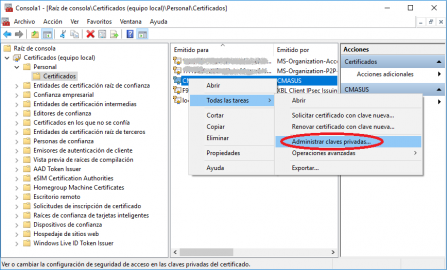 Consola1 - [Raíz de consola\Certificados (equipo local)\Personal\Certificados]
Archivo Acción Ver Favoritos Ventana Ayuda
Raíz de consola
Certificados (equipo local)
Personal
Certificados
Entidades de certificación raíz de confianza
Confianza empresarial
Entidades de certificación intermedias
Editores de confianza
Certificados en los que no se confía
Entidades de certificación raíz de terceros
Personas de confianza
Emisores de autenticación de cliente
Vista previa de raíces de compilación
AAD Token Issuer
eSIM Certification Authorities
Homegroup Machine Certificates
Escritorio remoto
Solicitudes de inscripción de certificado
Raíces de certificación de tarjetas inteligentes
Dispositivos de confianza
Hospedaje de sitios web
Windows Live ID Token Issuer
Emitido para Emitido por
MS-Organization-Acc
MS-Organization-P2P
CMASUS
XBL Client IPsec Issuin
Abrir
Todas las tareas
Cortar
Copiar
Eliminar
Propiedades
Ayuda
Abrir
Solicitar certificado con clave nueva...
Renovar certificado con clave nueva...
Administrar claves privadas...
Operaciones avanzadas
Exportar...
Acciones
Certificados
Acciones adicionales
CMASUS
Ver o cambiar la configuración de seguridad de acceso en las claves privadas del certificado.